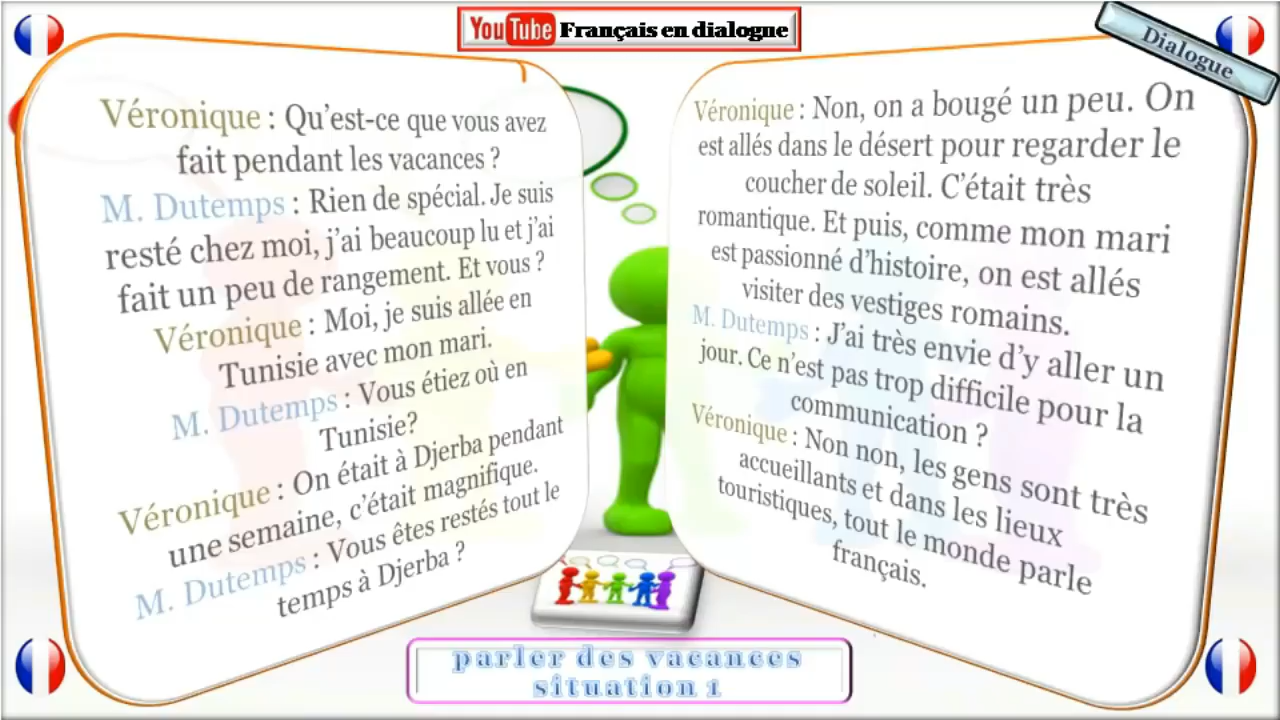 YouTube Français en dialogue
Dialogue
Véronique : Qu'est-ce que vous avez
fait pendant les vacances ?
M. Dutemps : Rien de spécial. Je suis
resté chez moi, j'ai beaucoup lu et j'ai
fait un peu de rangement. Et vous ?
Véronique : Moi, je suis allée en
Tunisie avec mon mari.
M. Dutemps : Vous étiez où en
Tunisie?
Véronique : On était à Djerba pendant
une semaine, c'était magnifique.
M. Dutemps : Vous êtes restés tout le
temps à Djerba ?
Véronique : Non, on a bougé un peu. On
est allés dans le désert pour regarder le
coucher de soleil. C'était très
romantique. Et puis, comme mon mari
est passionné d'histoire, on est allés
visiter des vestiges romains.
M. Dutemps : J'ai très envie d'y aller un
jour. Ce n'est pas trop difficile pour la
communication ?
Véronique : Non non, les gens sont très
accueillants et dans les lieux
touristiques, tout le monde parle
français.
parler des vacances
situation 1